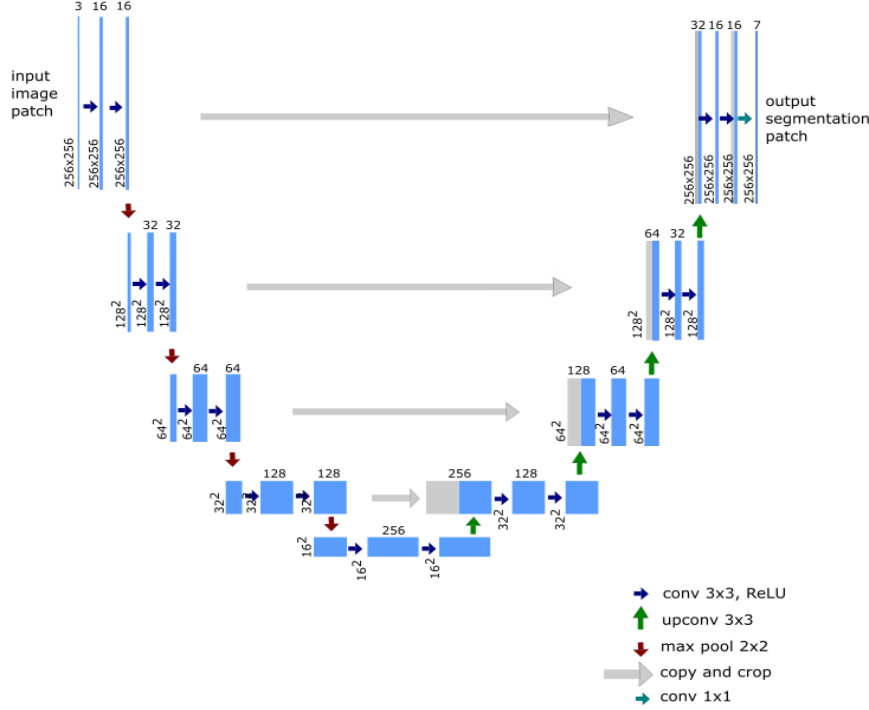 3 16 16
32 16 16 7
input
image
patch
output
segmentation
patch
256x256 256x256 256x256
256x256 256x256 256x256 256x256
32 32
64 32
128² 128² 128²
128² 128² 128²
64 64
128 64
64² 64² 64²
64² 64² 64²
128 128
256 128
32² 32² 32²
32² 32²
256
16² 16² 16²
conv 3x3, ReLU
upconv 3x3
max pool 2x2
copy and crop
conv 1x1